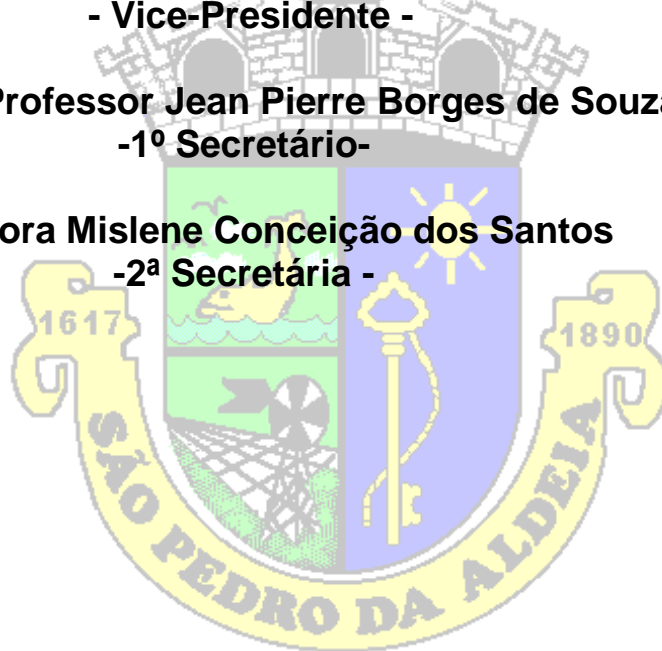 - Vice-Presidente -
Professor Jean Pierre Borges de Souza
-1º Secretário-
ora Mislene Conceição dos Santos
-2ª Secretária -
1617
1890
SÃO PEDRO DA ALDEIA